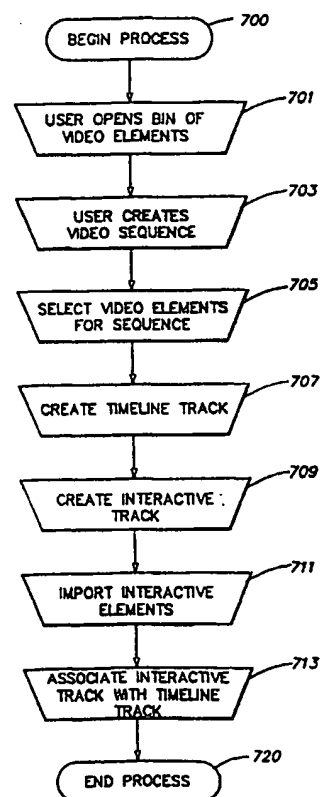 700
BEGIN PROCESS
701
USER OPENS BIN OF
VIDEO ELEMENTS
703
USER CREATES
VIDEO SEQUENCE
705
SELECT VIDEO ELEMENTS
FOR SEQUENCE
707
CREATE TIMELINE TRACK
709
CREATE INTERACTIVE
TRACK
711
IMPORT INTERACTIVE
ELEMENTS
713
ASSOCIATE INTERACTIVE
TRACK WITH TIMELINE
TRACK
720
END PROCESS